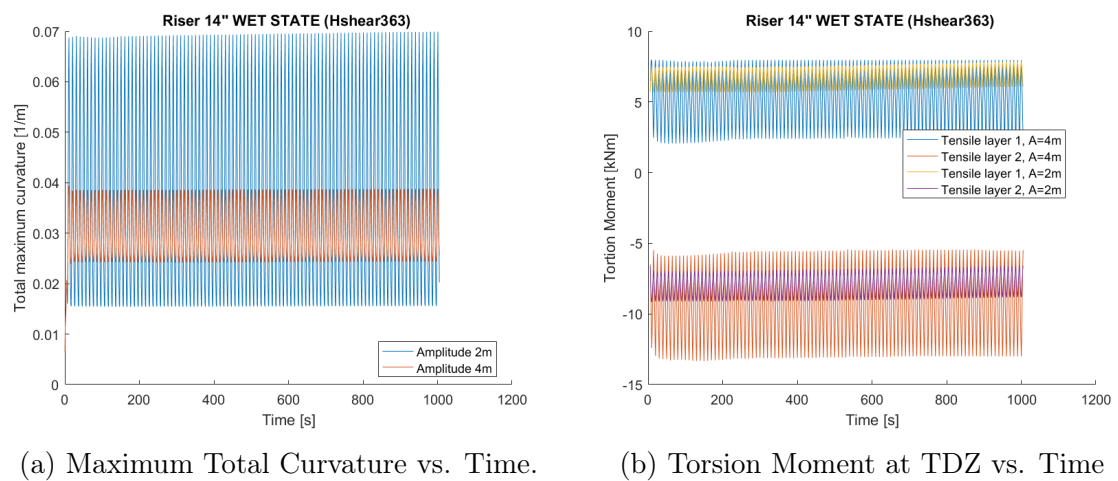 Riser 14" WET STATE (Hshear363)
Total maximum curvature [1/m]
0.07
0.06
0.05
0.04
0.03
0.02
0.01
0
0 200 400 600 800 1000 1200
Time [s]
Amplitude 2m
Amplitude 4m
(a) Maximum Total Curvature vs. Time.
Riser 14" WET STATE (Hshear363)
Tortion Moment [kNm]
10
5
0
-5
-10
-15
0 200 400 600 800 1000 1200
Time [s]
Tensile layer 1, A=4m
Tensile layer 2, A=4m
Tensile layer 1, A=2m
Tensile layer 2, A=2m
(b) Torsion Moment at TDZ vs. Time